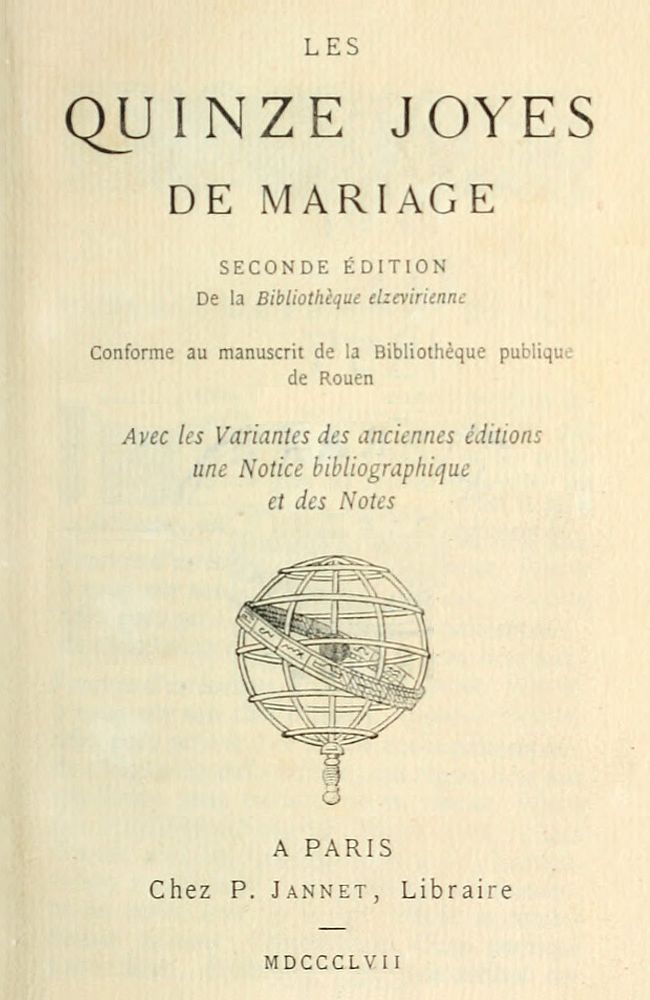 LES
QUINZE JOYES
DE MARIAGE
SECONDE ÉDITION
De la Bibliothèque elzevirienne
Conforme au manuscrit de la Bibliothèque publique
de Rouen
Avec les Variantes des anciennes éditions
une Notice bibliographique
et des Notes
A PARIS
Chez P. JANNET, Libraire
MDCCCLVII